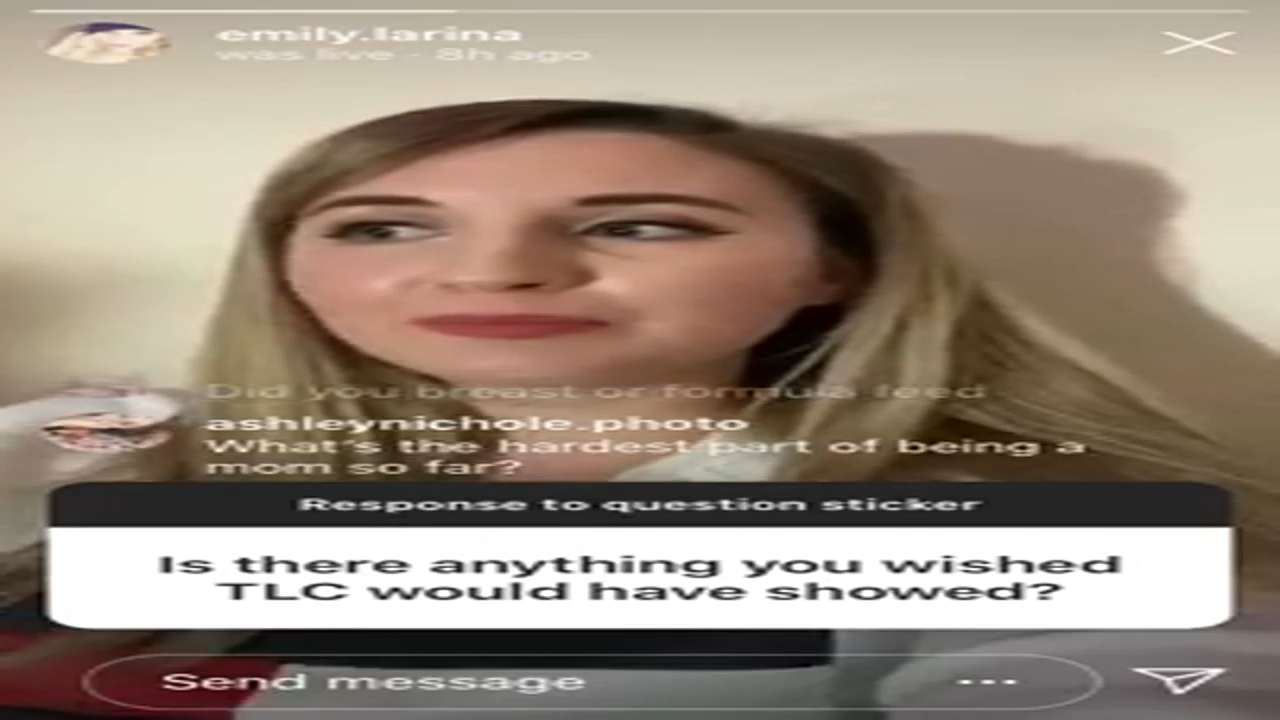 emily.larina
was live - 8h ago
Did you breast or formula feed
ashleynichole.photo
What's the hardest part of being a
mom so far?
Response to question sticker
Is there anything you wished
TLC would have showed?
Send message